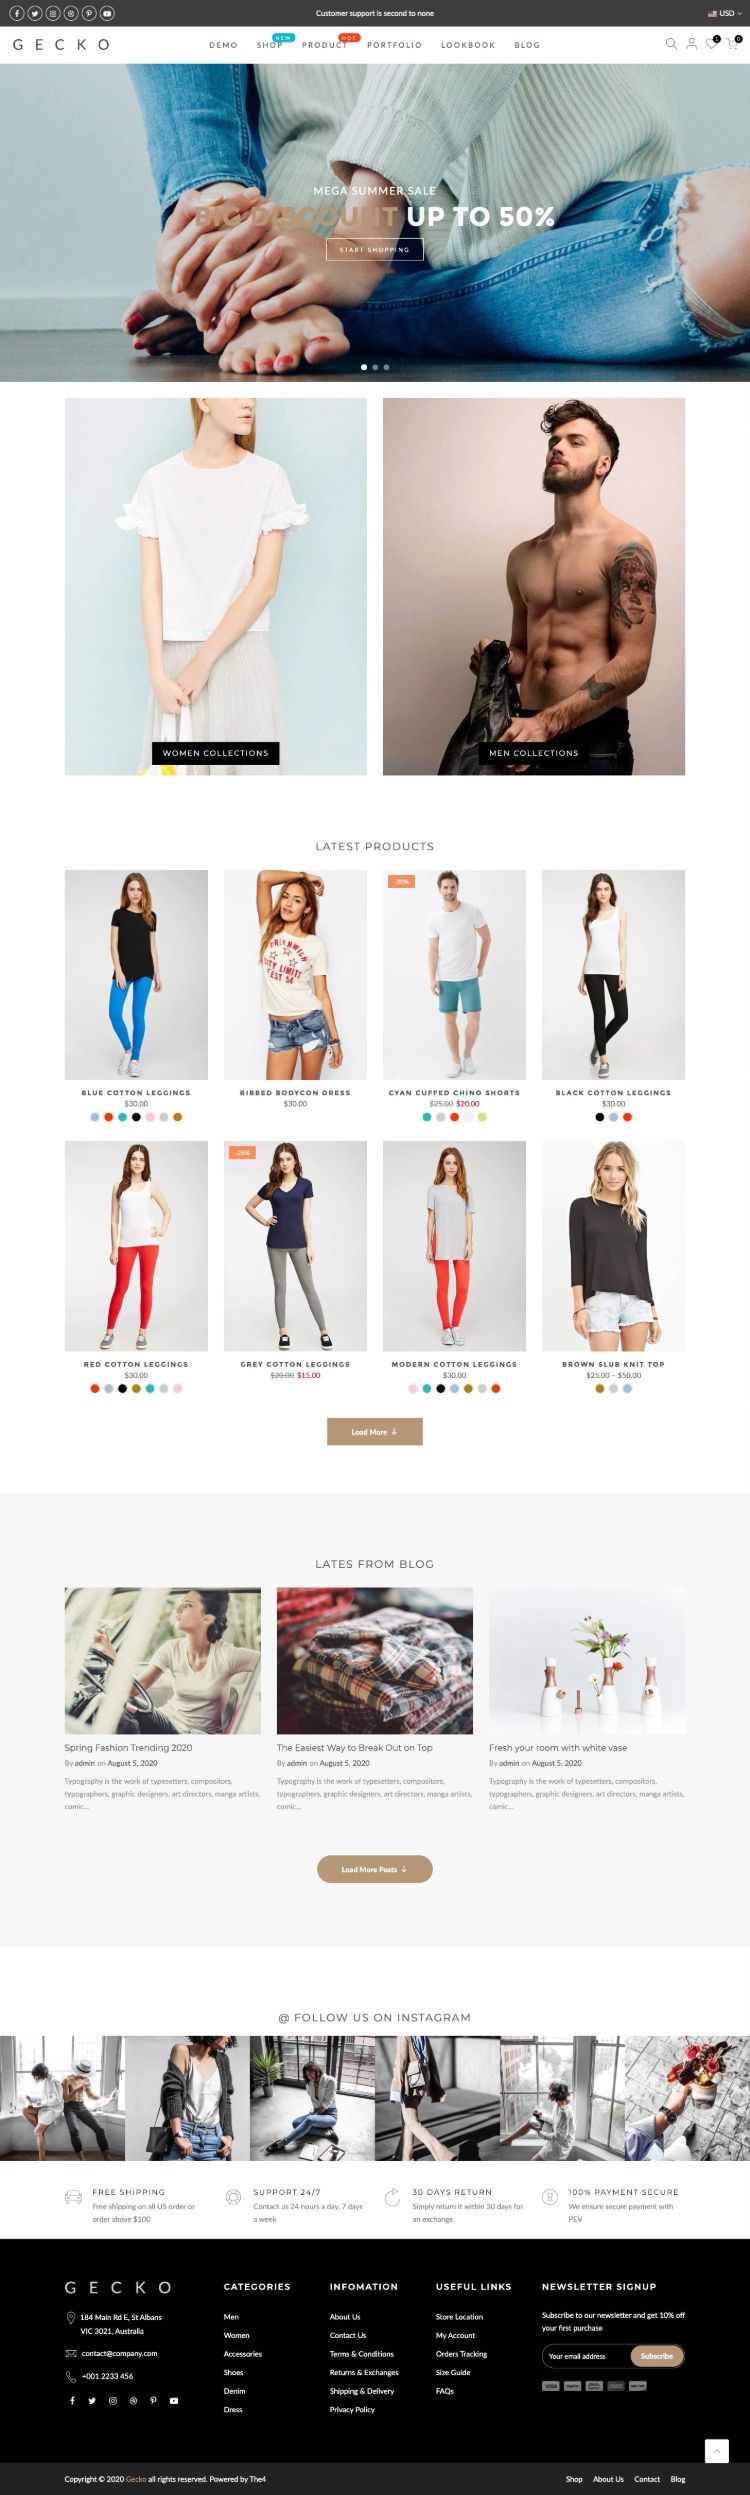 Customer support is second to none
USD
GECKO
DEMO
SHOP
NEW
PRODUCT
HOT
PORTFOLIO
LOOKBOOK
BLOG
1
0
MEGA SUMMER SALE
BIG DISCOUNT UP TO 50%
START SHOPPING
WOMEN COLLECTIONS
MEN COLLECTIONS
LATEST PRODUCTS
GREENWICH
CITY LIMITS
FEST 54
-20%
BLUE COTTON LEGGINGS
$30.00
RIBBED BODYCON DRESS
$30.00
CYAN CUFFED CHINO SHORTS
$25.00 $20.00
BLACK COTTON LEGGINGS
$30.00
-25%
RED COTTON LEGGINGS
$30.00
GREY COTTON LEGGINGS
$20.00 $15.00
MODERN COTTON LEGGINGS
$30.00
BROWN SLUB KNIT TOP
$25.00 – $50.00
Load More ↓
LATES FROM BLOG
Spring Fashion Trending 2020
By admin on August 5, 2020
Typography is the work of typesetters, compositors,
typographers, graphic designers, art directors, manga artists,
comic...
The Easiest Way to Break Out on Top
By admin on August 5, 2020
Typography is the work of typesetters, compositors,
typographers, graphic designers, art directors, manga artists,
comic...
Fresh your room with white vase
By admin on August 5, 2020
Typography is the work of typesetters, compositors,
typographers, graphic designers, art directors, manga artists,
comic...
Load More Posts ↓
@ FOLLOW US ON INSTAGRAM
FREE SHIPPING
Free shipping on all US order or
order above $100
SUPPORT 24/7
Contact us 24 hours a day, 7 days
a week
30 DAYS RETURN
Simply return it within 30 days for
an exchange.
100% PAYMENT SECURE
We ensure secure payment with
PEV
GECKO
184 Main Rd E, St Albans
VIC 3021, Australia
contact@company.com
+001 2233 456
CATEGORIES
Men
Women
Accessories
Shoes
Denim
Dress
INFOMATION
About Us
Contact Us
Terms & Conditions
Returns & Exchanges
Shipping & Delivery
Privacy Policy
USEFUL LINKS
Store Location
My Account
Orders Tracking
Size Guide
FAQs
NEWSLETTER SIGNUP
Subscribe to our newsletter and get 10% off
your first purchase
Your email address
Subscribe
VISA
Copyright © 2020 Gecko all rights reserved. Powered by The4
Shop
About Us
Contact
Blog